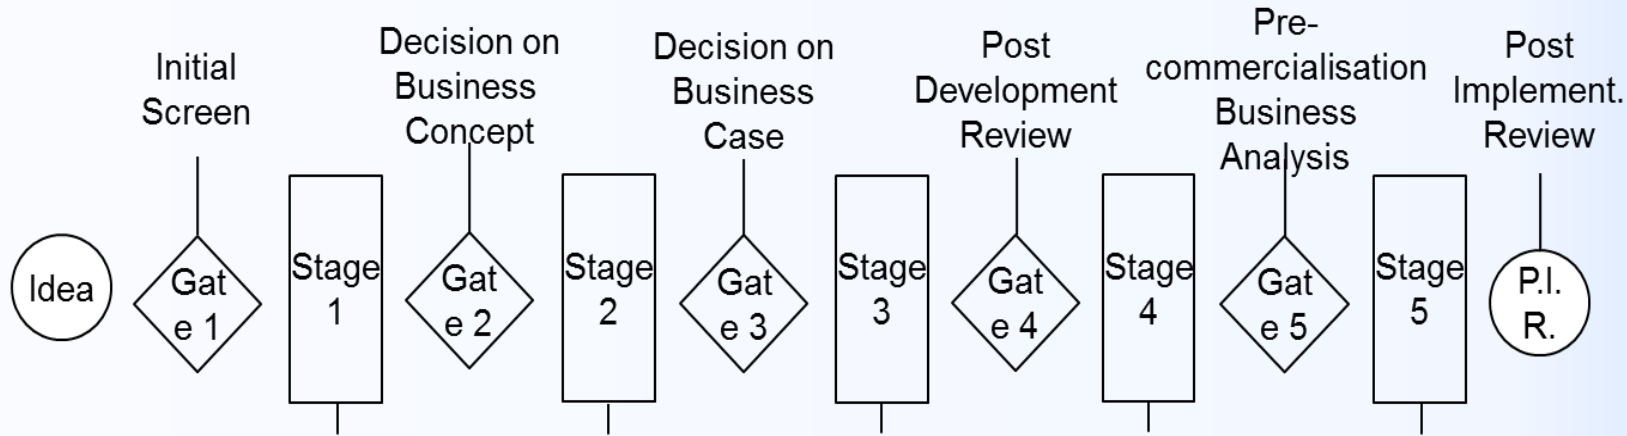 Initial
Screen
Decision on
Business
Concept
Decision on
Business
Case
Post
Development
Review
Pre-
commercialisation
Business
Analysis
Post
Implement.
Review
Idea
Gat
e 1
Stage
1
Gat
e 2
Stage
2
Gat
e 3
Stage
3
Gat
e 4
Stage
4
Gat
e 5
Stage
5
P.I.
R.